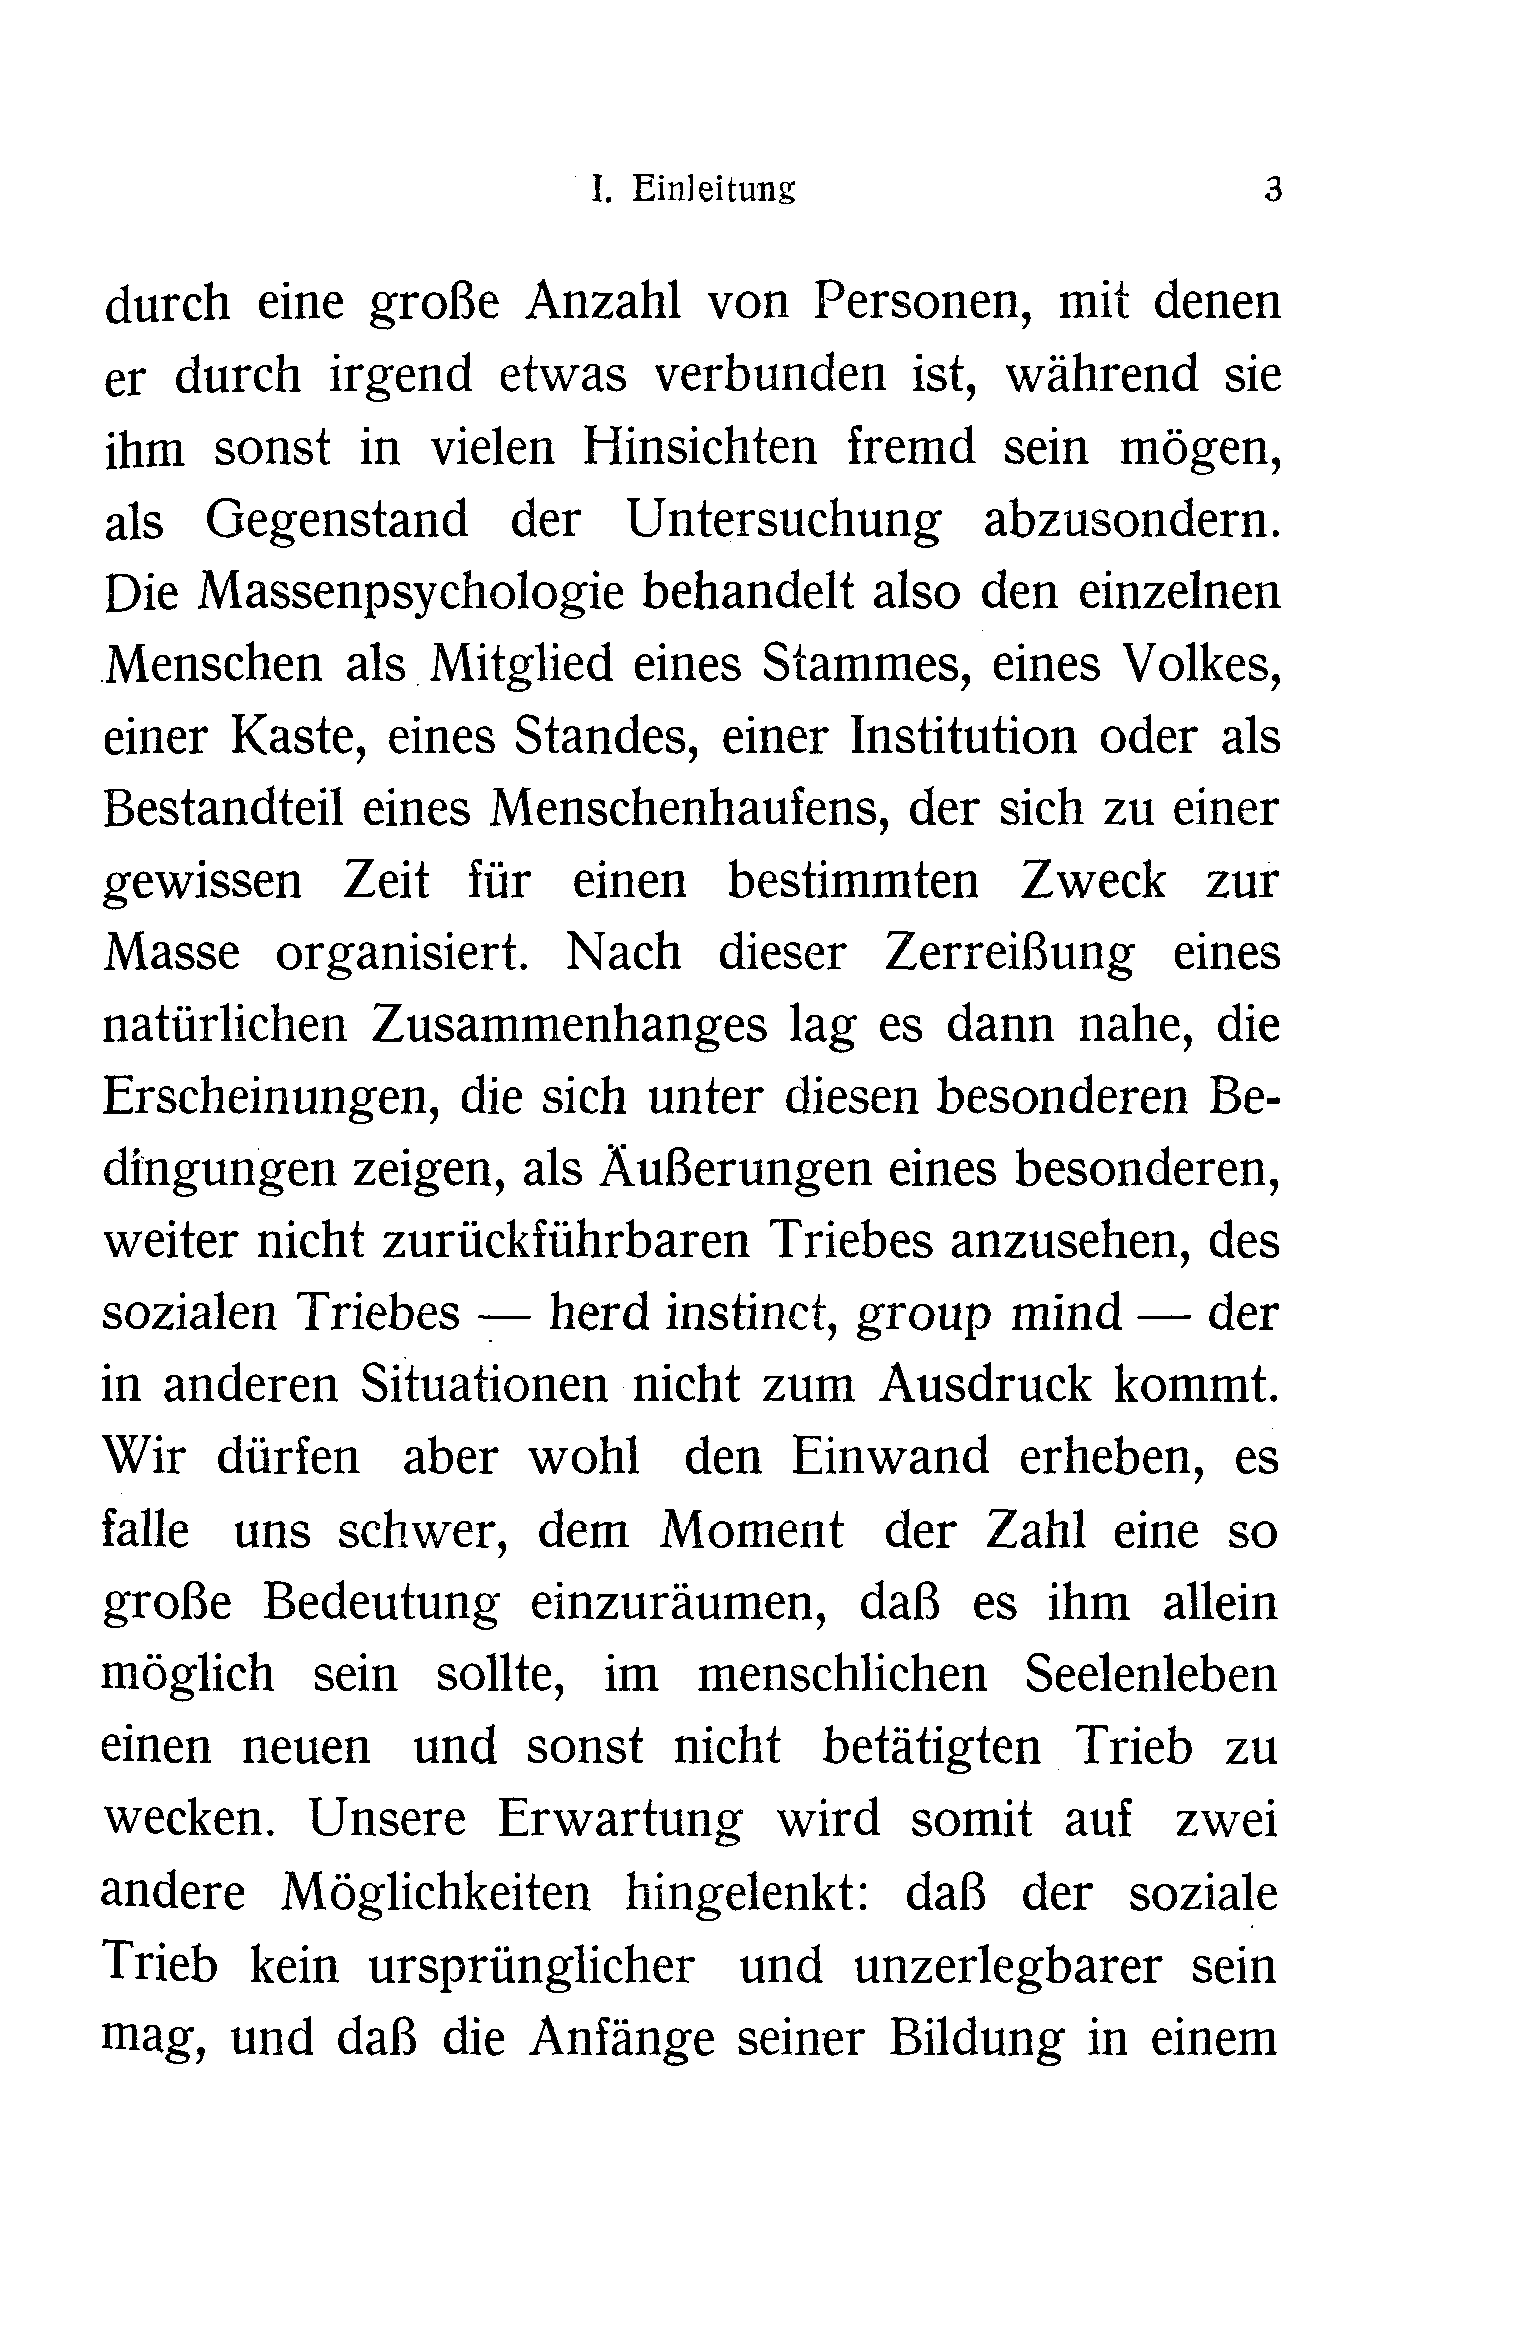 I. Einleitung 3
durch eine große Anzahl von Personen, mit denen
er durch irgend etwas verbunden ist, während sie
ihm sonst in vielen Hinsichten fremd sein mögen,
als Gegenstand der Untersuchung abzusondern.
Die Massenpsychologie behandelt also den einzelnen
Menschen als Mitglied eines Stammes, eines Volkes,
einer Kaste, eines Standes, einer Institution oder als
Bestandteil eines Menschenhaufens, der sich zu einer
gewissen Zeit für einen bestimmten Zweck zur
Masse organisiert. Nach dieser Zerreißung eines
natürlichen Zusammenhanges lag es dann nahe, die
Erscheinungen, die sich unter diesen besonderen Be-
dingungen zeigen, als Äußerungen eines besonderen,
weiter nicht zurückführbaren Triebes anzusehen, des
sozialen Triebes — herd instinct, group mind — der
in anderen Situationen nicht zum Ausdruck kommt.
Wir dürfen aber wohl den Einwand erheben, es
falle uns schwer, dem Moment der Zahl eine so
große Bedeutung einzuräumen, daß es ihm allein
möglich sein sollte, im menschlichen Seelenleben
einen neuen und sonst nicht betätigten Trieb zu
wecken. Unsere Erwartung wird somit auf zwei
andere Möglichkeiten hingelenkt: daß der soziale
Trieb kein ursprünglicher und unzerlegbarer sein
mag, und daß die Anfänge seiner Bildung in einem